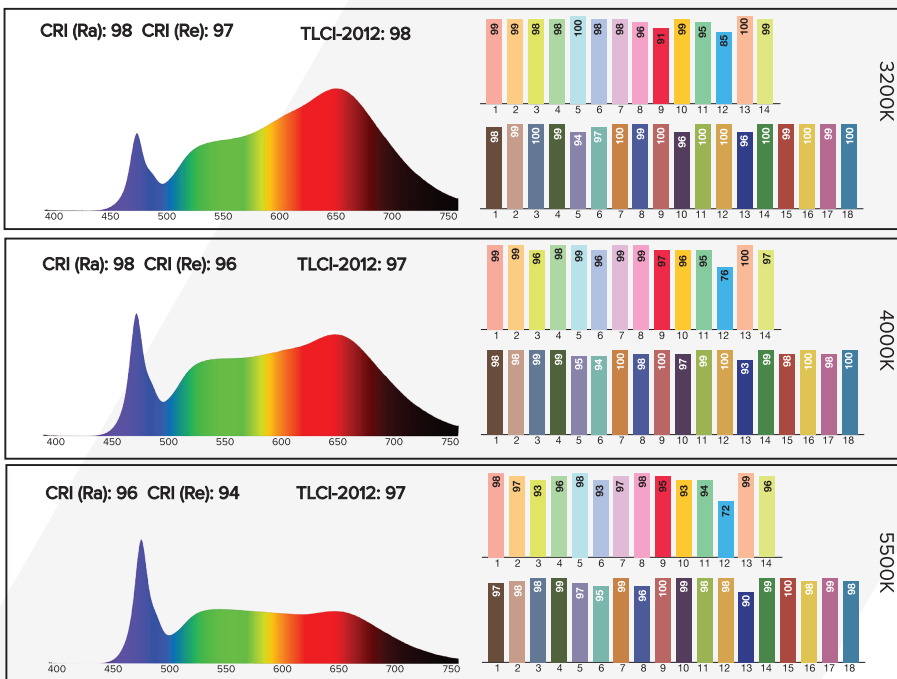 CRI (Ra): 98 CRI (Re): 97 TLCI-2012: 98
99 99 98 98 100 98 98 96 91 99 95 85 100 99
1 2 3 4 5 6 7 8 9 10 11 12 13 14
98 99 100 99 94 97 100 99 100 96 100 100 96 100 99 100 99 100
400 450 500 550 600 650 700 750
1 2 3 4 5 6 7 8 9 10 11 12 13 14 15 16 17 18
3200K
CRI (Ra): 98 CRI (Re): 96 TLCI-2012: 97
99 99 96 98 99 96 99 99 97 96 95 76 100 97
1 2 3 4 5 6 7 8 9 10 11 12 13 14
98 98 99 99 95 94 100 98 100 97 99 100 93 99 98 100 98 100
400 450 500 550 600 650 700 750
1 2 3 4 5 6 7 8 9 10 11 12 13 14 15 16 17 18
4000K
CRI (Ra): 96 CRI (Re): 94 TLCI-2012: 97
98 97 93 96 98 93 97 98 95 93 94 72 99 96
1 2 3 4 5 6 7 8 9 10 11 12 13 14
97 98 98 99 97 95 99 96 100 99 98 98 90 99 100 98 99 98
400 450 500 550 600 650 700 750
1 2 3 4 5 6 7 8 9 10 11 12 13 14 15 16 17 18
5500K